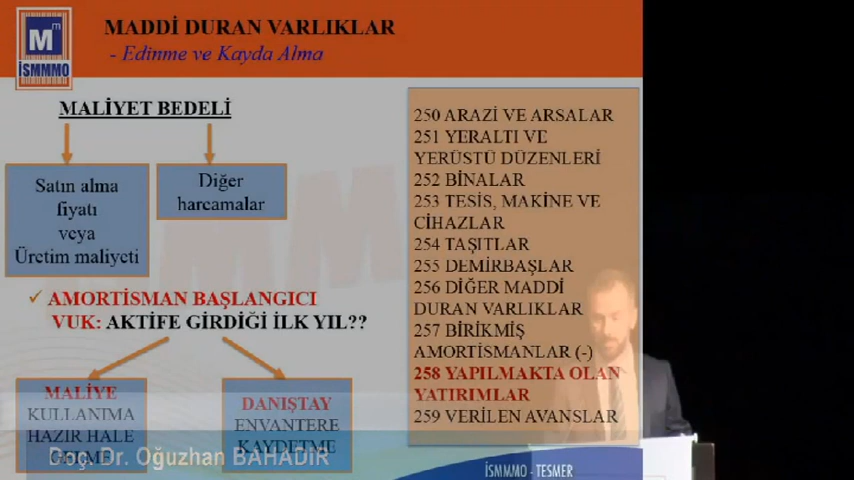 M
m
İSMMMO
MADDİ DURAN VARLIKLAR
- Edinme ve Kayda Alma
MALİYET BEDELİ
Satın alma
fiyatı
veya
Üretim maliyeti
Diğer
harcamalar
✓ AMORTİSMAN BAŞLANGICI
VUK: AKTİFE GİRDİĞİ İLK YIL??
MALİYE
KULLANIMA
HAZIR HALE
GELME
DANIŞTAY
ENVANTERE
KAYDETME
250 ARAZİ VE ARSALAR
251 YERALTI VE
YERÜSTÜ DÜZENLERİ
252 BİNALAR
253 TESİS, MAKİNE VE
CİHAZLAR
254 TAŞITLAR
255 DEMİRBAŞLAR
256 DİĞER MADDİ
DURAN VARLIKLAR
257 BİRİKMİŞ
AMORTİSMANLAR (-)
258 YAPILMAKTA OLAN
YATIRIMLAR
259 VERİLEN AVANSLAR
Doç. Dr. Oğuzhan BAHADIR
İSMMMO - TESMER